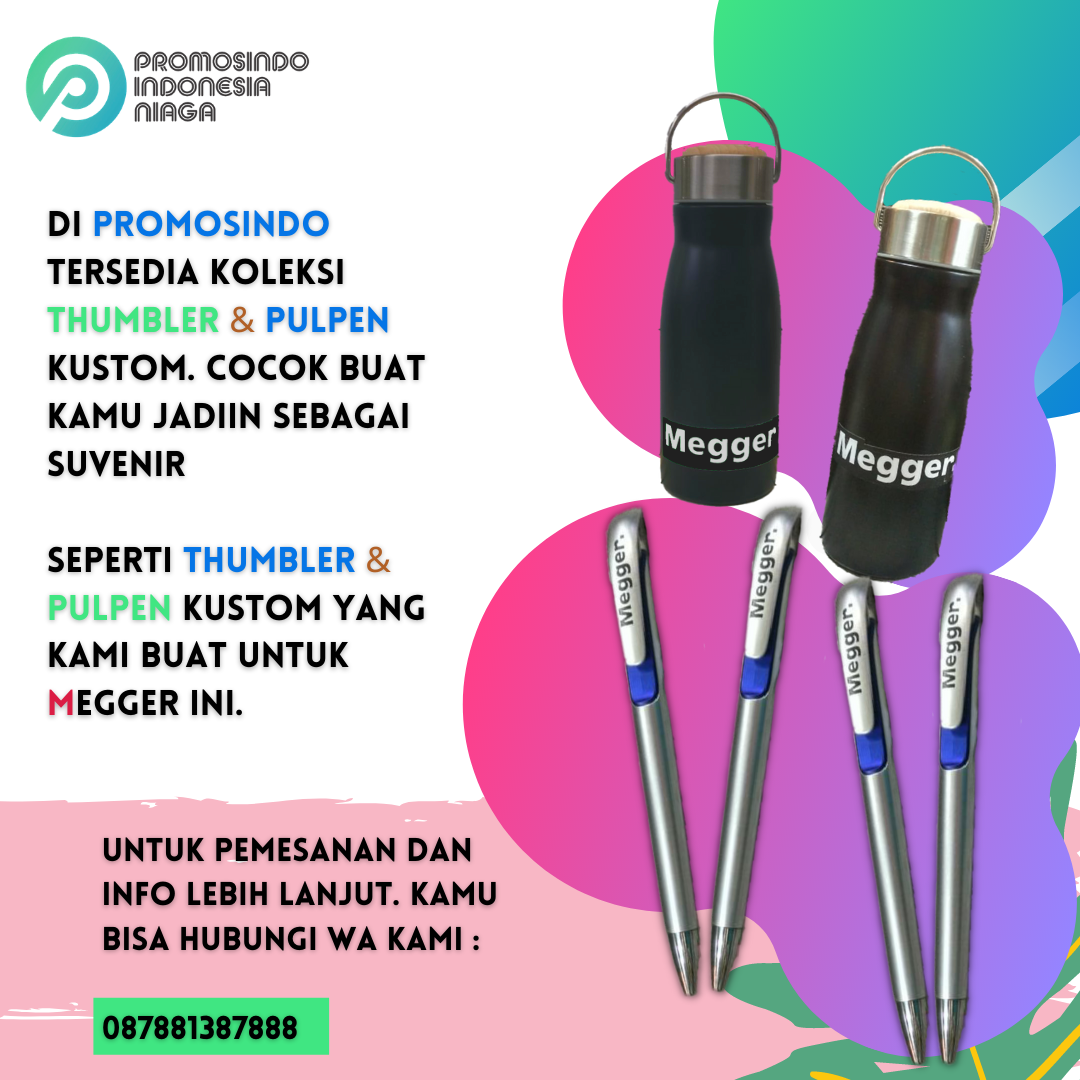 PROMOSINDO
INDONESIA
NIAGA
DI PROMOSINDO
TERSEDIA KOLEKSI
THUMBLER & PULPEN
KUSTOM. COCOK BUAT
KAMU JADIIN SEBAGAI
SUVENIR
SEPERTI THUMBLER &
PULPEN KUSTOM YANG
KAMI BUAT UNTUK
MEGGER INI.
Megger.
Megger.
Megger.
Megger.
Megger.
Megger.
UNTUK PEMESANAN DAN
INFO LEBIH LANJUT. KAMU
BISA HUBUNGI WA KAMI :
087881387888